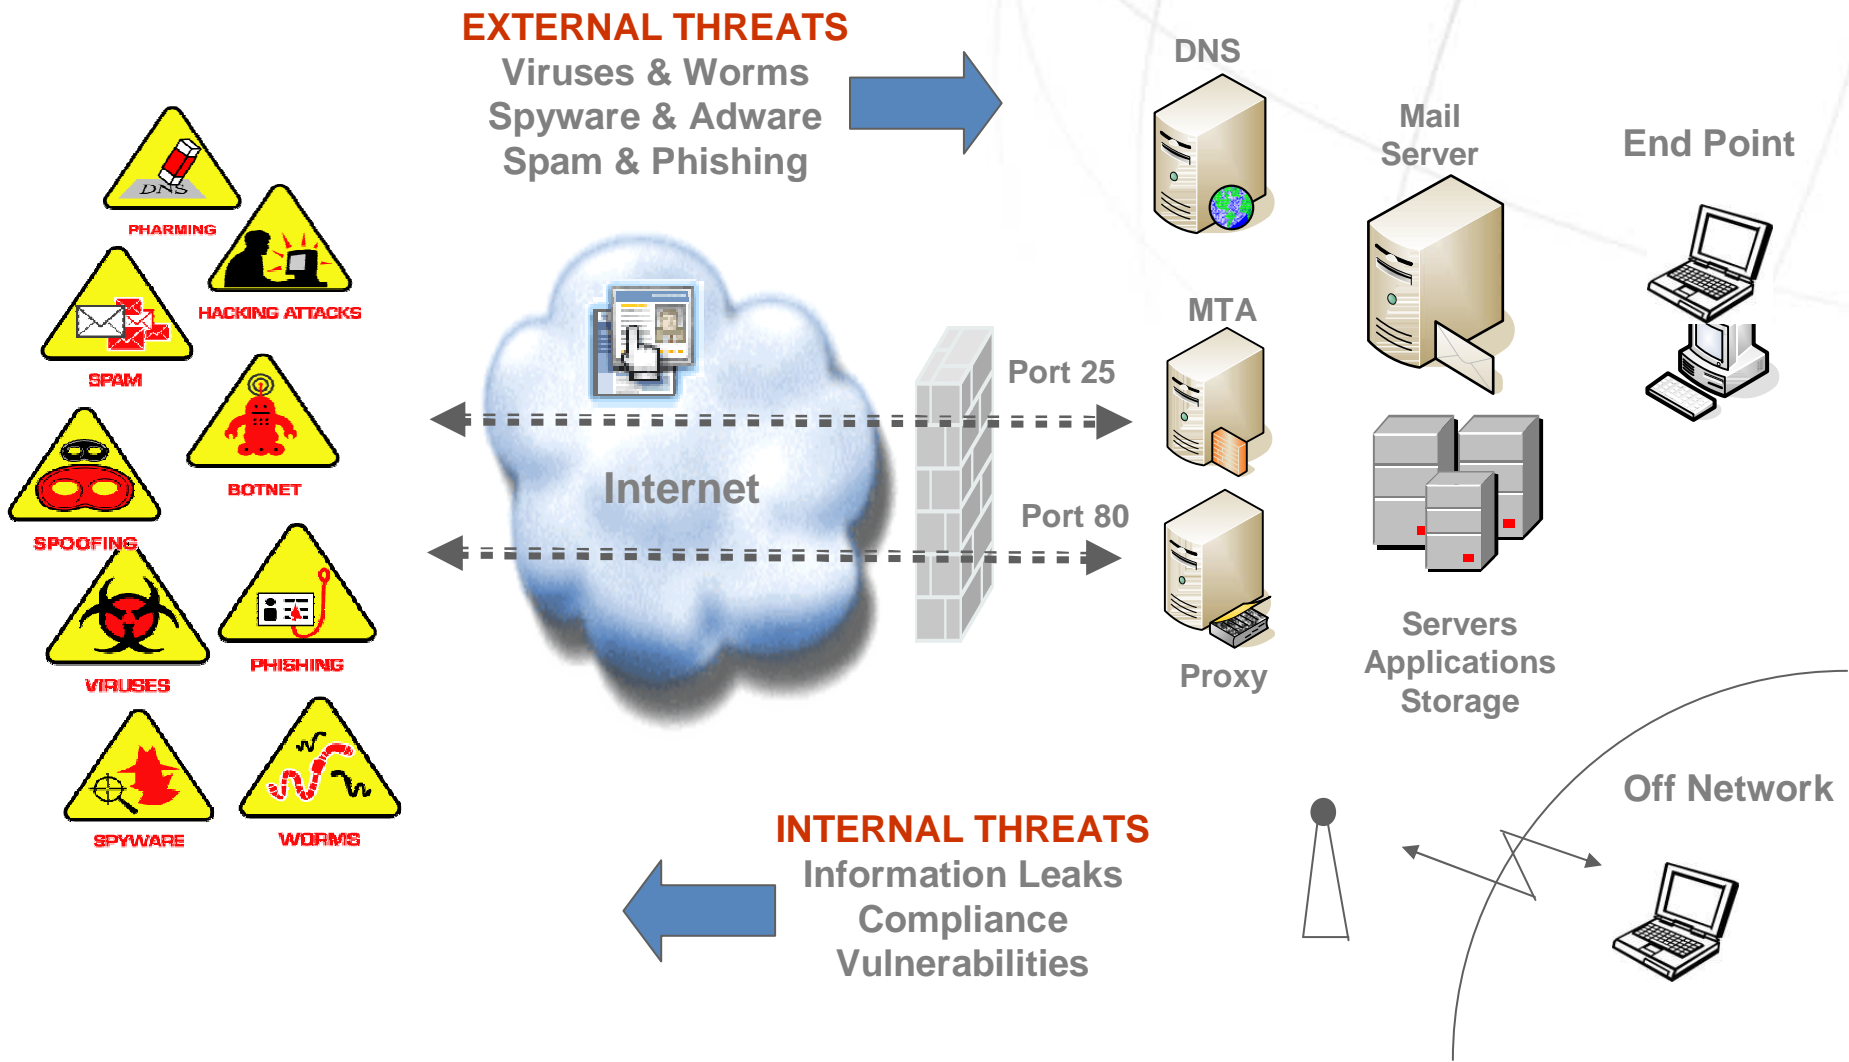 EXTERNAL THREATS
Viruses & Worms
Spyware & Adware
Spam & Phishing
DNS
Mail
Server
End Point
DNS
PHARMING
HACKING ATTACKS
SPAM
BOTNET
SPOOFING
PHISHING
VIRUSES
SPYWARE
WORMS
Internet
MTA
Port 25
Port 80
Proxy
Servers
Applications
Storage
Off Network
INTERNAL THREATS
Information Leaks
Compliance
Vulnerabilities